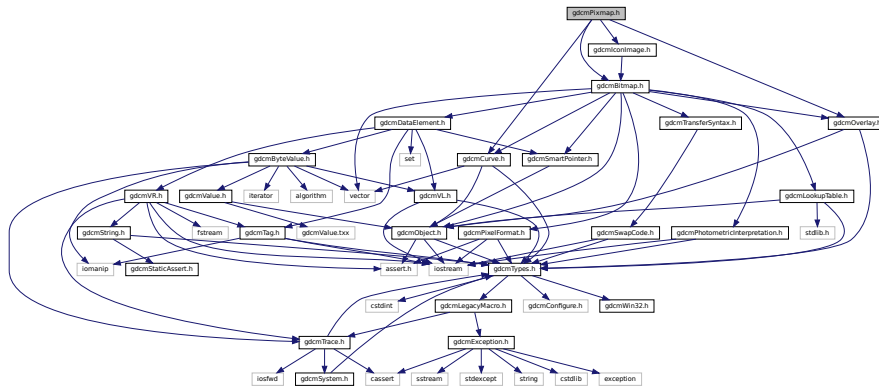 gdcmPixmap.h
gdcmIconImage.h
gdcmBitmap.h
gdcmDataElement.h
gdcmTransferSyntax.h
gdcmOverlay.h
gdcmByteValue.h
set
gdcmCurve.h
gdcmSmartPointer.h
gdcmVR.h
gdcmValue.h
iterator
algorithm
vector
gdcmVL.h
gdcmLookupTable.h
gdcmString.h
fstream
gdcmTag.h
gdcmValue.txx
gdcmObject.h
gdcmPixelFormat.h
gdcmSwapCode.h
gdcmPhotometricInterpretation.h
stdlib.h
iomanip
gdcmStaticAssert.h
assert.h
iostream
gdcmTypes.h
cstdint
gdcmLegacyMacro.h
gdcmConfigure.h
gdcmWin32.h
gdcmTrace.h
gdcmException.h
iosfwd
gdcmSystem.h
cassert
sstream
stdexcept
string
cstdlib
exception